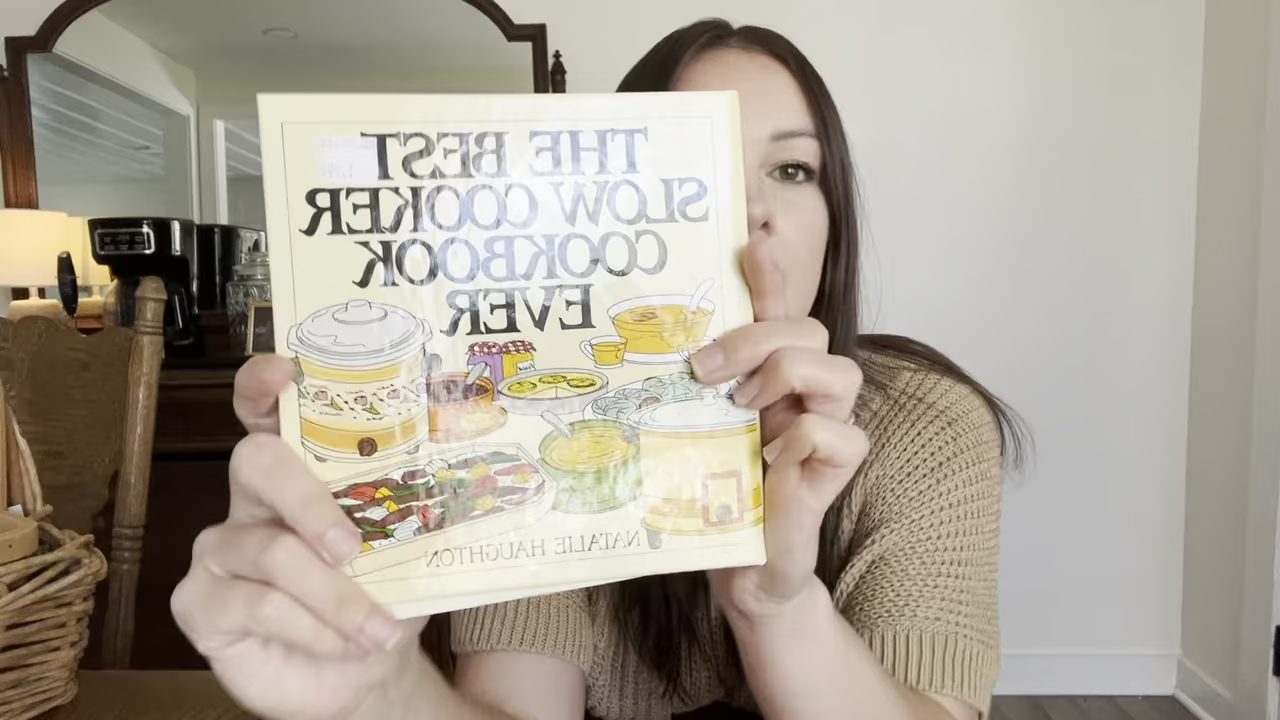 THE BEST
SLOW COOKER
COOKBOOK
EVER
NATALIE HAUGHTON